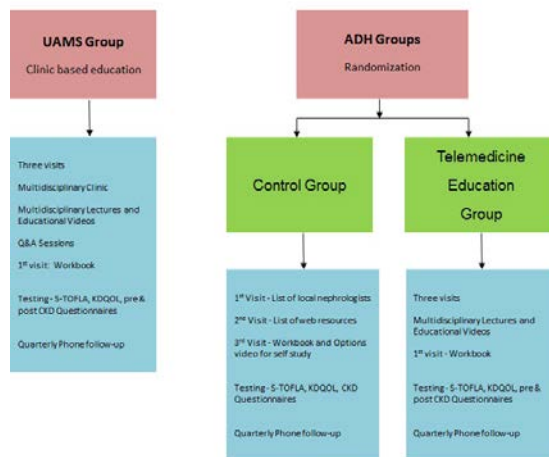 UAMS Group
Clinic based education
Three visits
Multidisciplinary Clinic
Multidisciplinary Lectures and
Educational Videos
Q&A Sessions
1st visit: Workbook
Testing - S-TOFLA, KDQOL, pre &
post CKD Questionnaires
Quarterly Phone follow-up
ADH Groups
Randomization
Control Group
1st Visit - List of local nephrologists
2nd Visit - List of web resources
3rd Visit - Workbook and Options
video for self study
Testing - S-TOFLA, KDQOL, CKD
Questionnaires
Quarterly Phone follow-up
Telemedicine
Education
Group
Three visits
Multidisciplinary Lectures and
Educational Videos
1st visit - Workbook
Testing - S-TOFLA, KDQOL, pre &
post CKD Questionnaires
Quarterly Phone follow-up